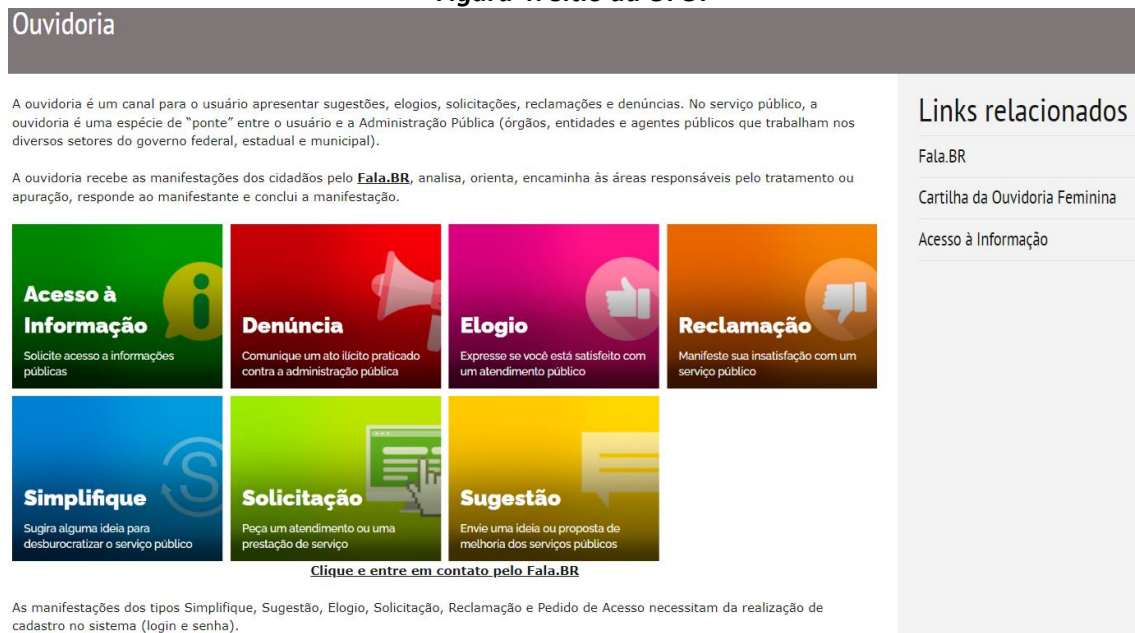 Ouvidoria
A ouvidoria é um canal para o usuário apresentar sugestões, elogios, solicitações, reclamações e denúncias. No serviço público, a
ouvidoria é uma espécie de “ponte” entre o usuário e a Administração Pública (órgãos, entidades e agentes públicos que trabalham nos
diversos setores do governo federal, estadual e municipal).
A ouvidoria recebe as manifestações dos cidadãos pelo Fala.BR, analisa, orienta, encaminha às áreas responsáveis pelo tratamento ou
apuração, responde ao manifestante e conclui a manifestação.
Acesso à
Informação
Solicite acesso a informações
públicas
Denúncia
Comunique um ato ilícito praticado
contra a administração pública
Elogio
Expresse se você está satisfeito com
um atendimento público
Reclamação
Manifeste sua insatisfação com um
serviço público
Simplifique
Sugira alguma ideia para
desburocratizar o serviço público
Solicitação
Peça um atendimento ou uma
prestação de serviço
Sugestão
Envie uma ideia ou proposta de
melhoria dos serviços públicos
Clique e entre em contato pelo Fala.BR
As manifestações dos tipos Simplifique, Sugestão, Elogio, Solicitação, Reclamação e Pedido de Acesso necessitam da realização de
cadastro no sistema (login e senha).
Links relacionados
Fala.BR
Cartilha da Ouvidoria Feminina
Acesso à Informação